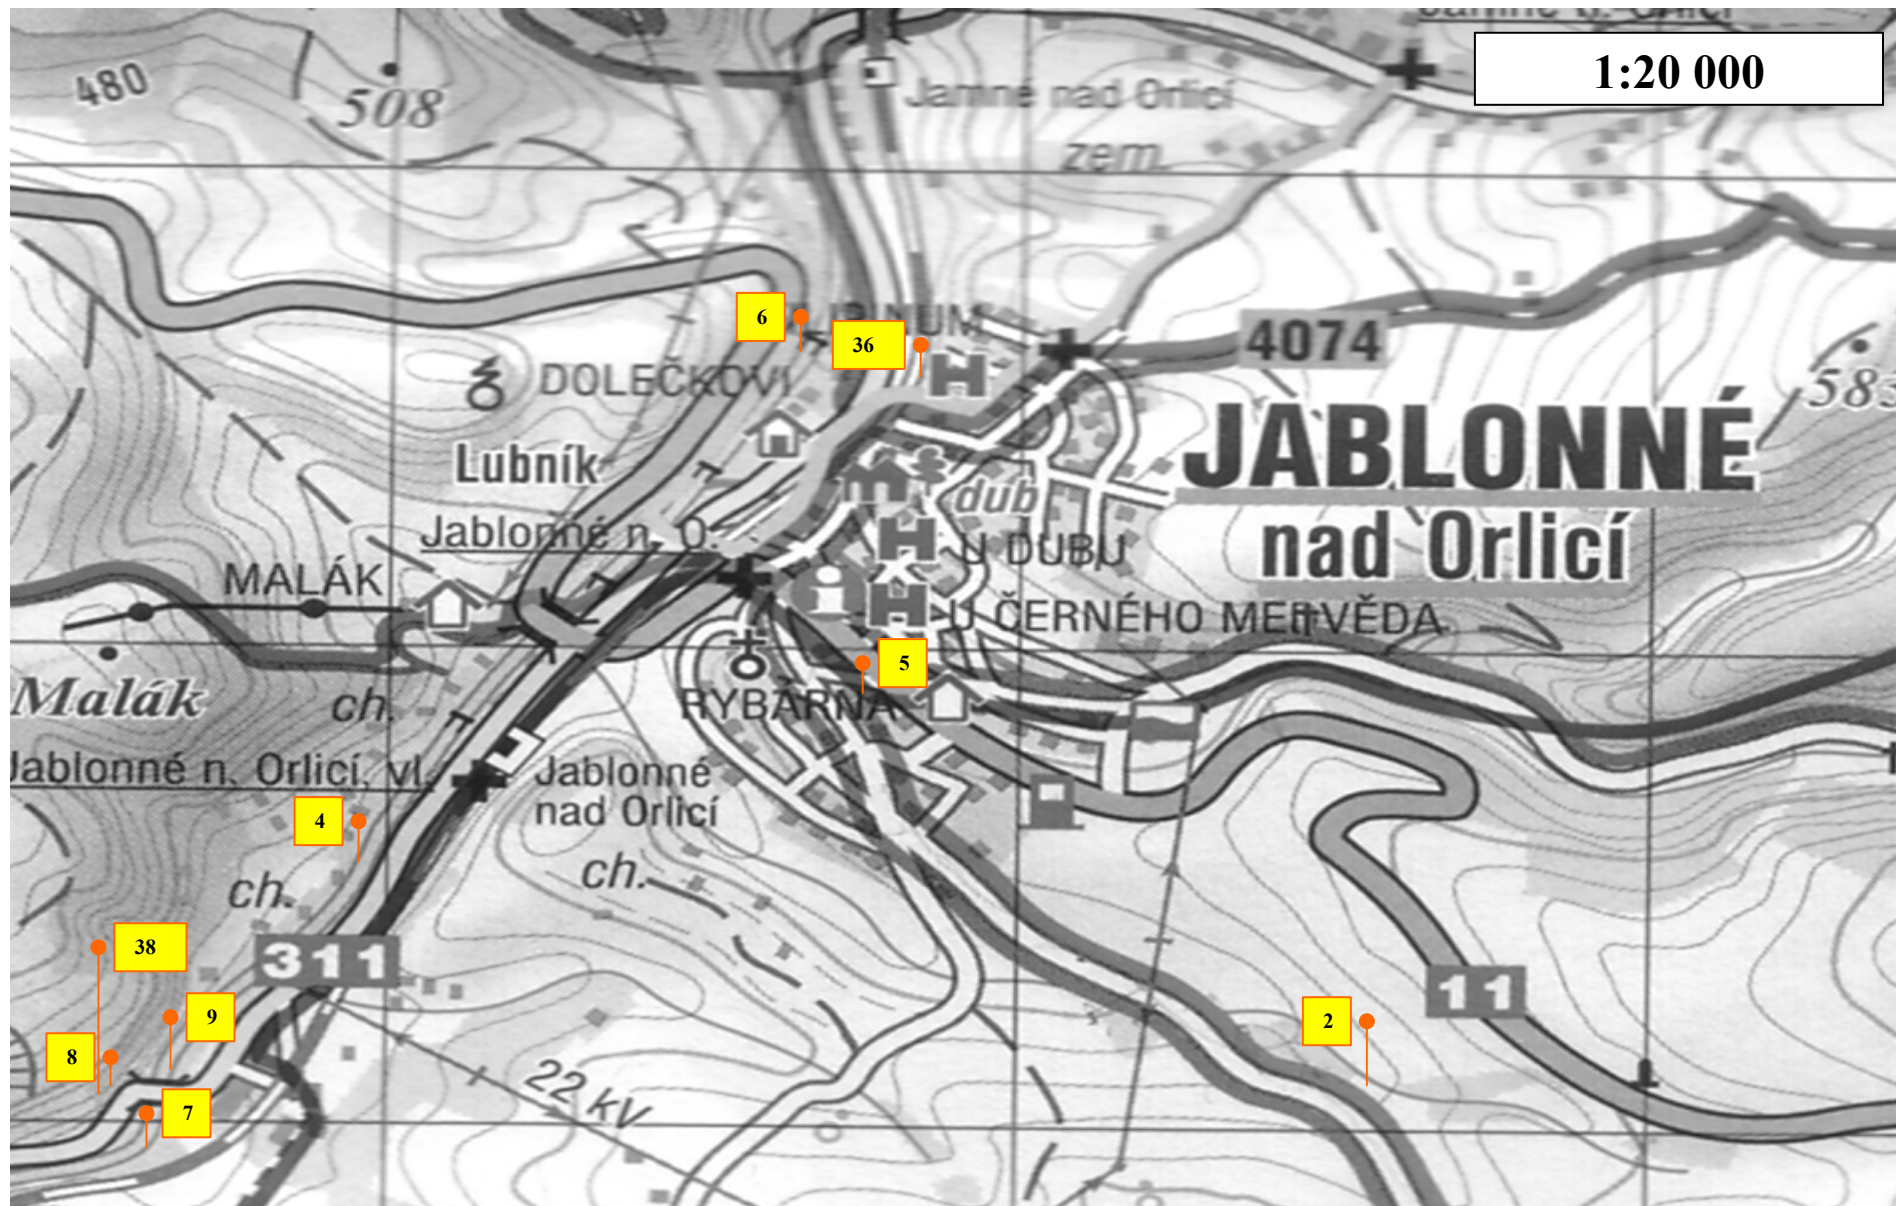 1:20 000
480
508
Jamné nad Orlicí
zem.
6
36
4074
585
DOLEČKOVI
Lubník
JABLONNÉ
nad Orlicí
dub
Jablonné n. O.
U DUBU
MALÁK
U ČERNÉHO MEDVĚDA
5
Malák
ch.
RYBÁRNA
Jablonné n. Orlicí, vl.
Jablonné
nad Orlicí
4
ch.
ch.
38
311
11
9
2
8
22 kV
7